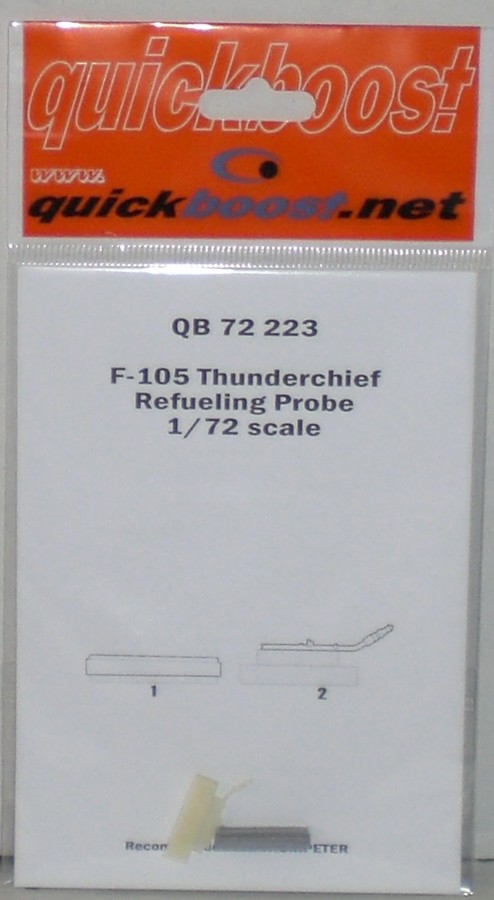 quickboost
www.
quickboost.net
QB 72 223
F-105 Thunderchief
Refueling Probe
1/72 scale
1
2